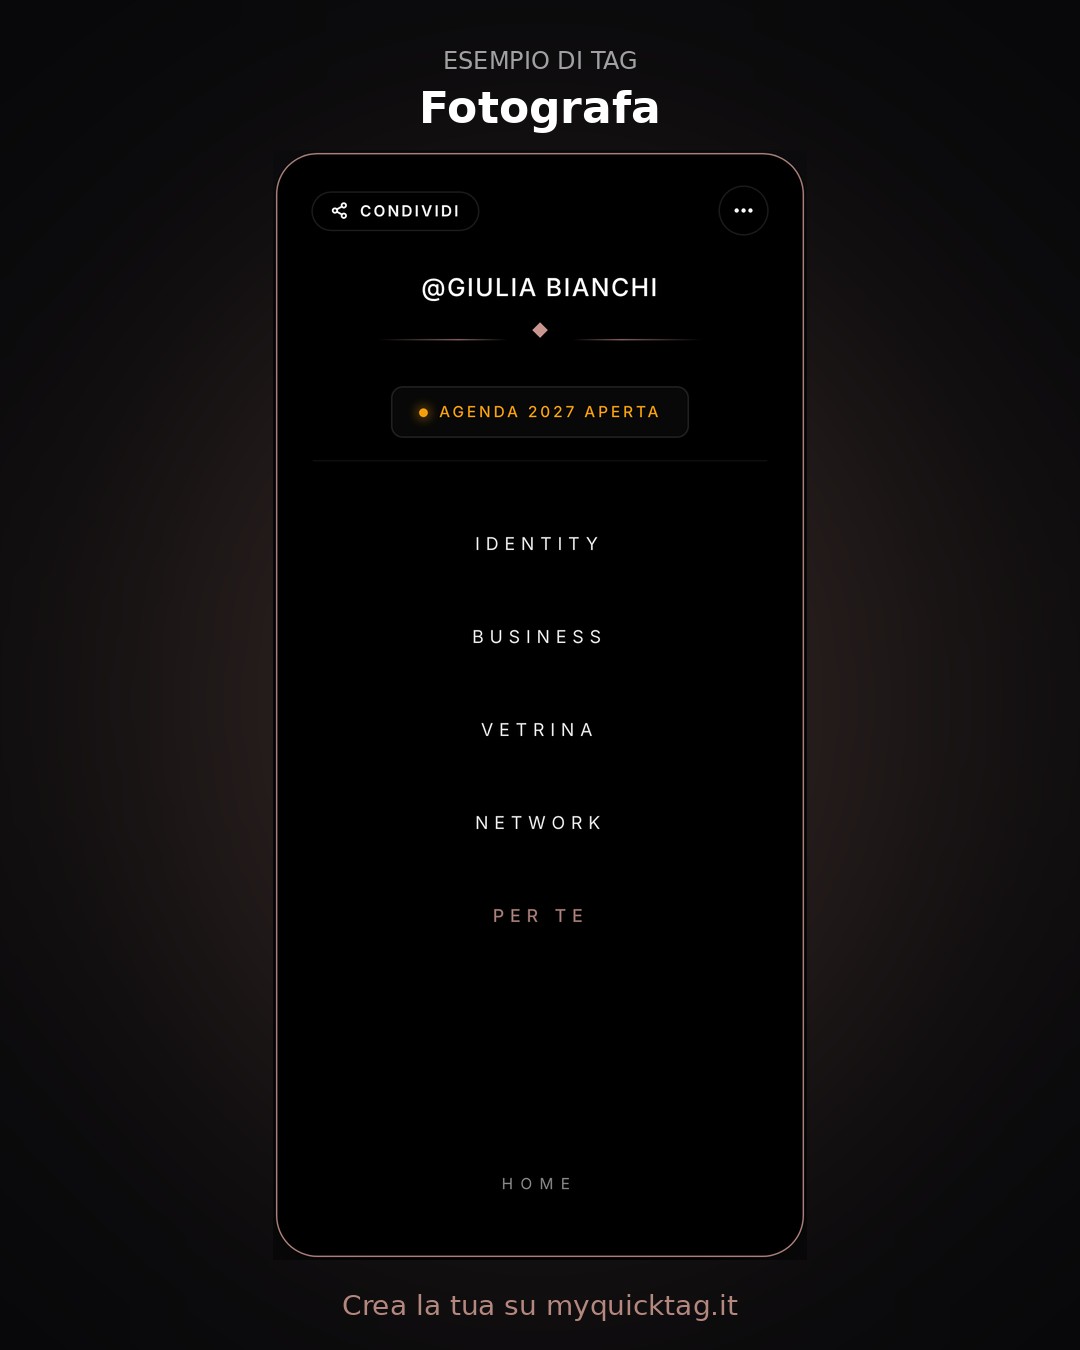 ESEMPIO DI TAG
Fotografa
CONDIVIDI
@GIULIA BIANCHI
AGENDA 2027 APERTA
IDENTITY
BUSINESS
VETRINA
NETWORK
PER TE
HOME
Crea la tua su myquicktag.it